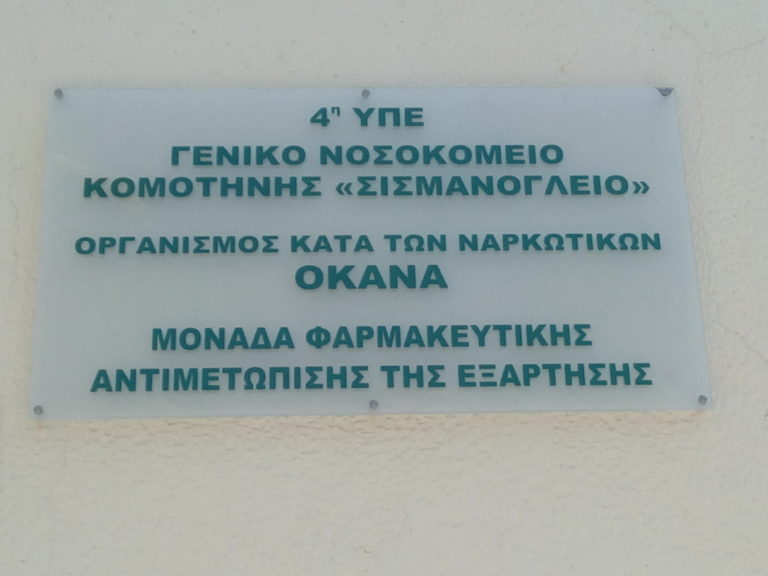 4η ΥΠΕ
ΓΕΝΙΚΟ ΝΟΣΟΚΟΜΕΙΟ
ΚΟΜΟΤΗΝΗΣ «ΣΙΣΜΑΝΟΓΛΕΙΟ»
ΟΡΓΑΝΙΣΜΟΣ ΚΑΤΑ ΤΩΝ ΝΑΡΚΩΤΙΚΩΝ
ΟΚΑΝΑ
ΜΟΝΑΔΑ ΦΑΡΜΑΚΕΥΤΙΚΗΣ
ΑΝΤΙΜΕΤΩΠΙΣΗΣ ΤΗΣ ΕΞΑΡΤΗΣΗΣ